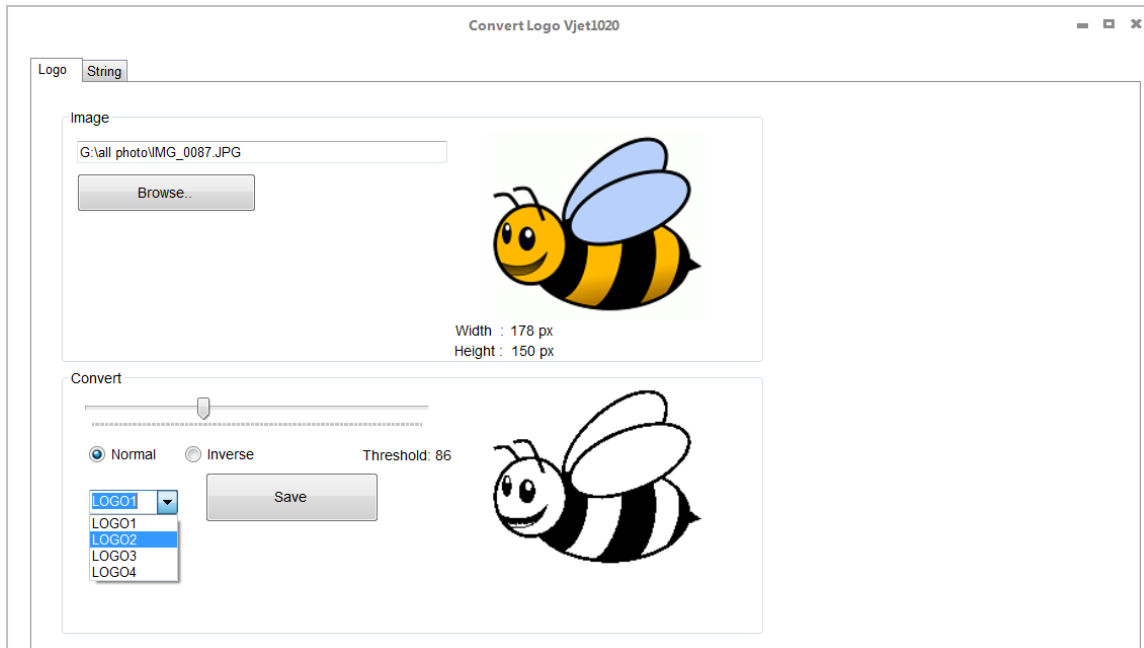 Convert Logo Vjet1020
Logo String
Image
G:\all photo\IMG_0087.JPG
Browse..
Width : 178 px
Height : 150 px
Convert
Normal Inverse Threshold: 86
LOGO1 Save
LOGO1
LOGO2
LOGO3
LOGO4